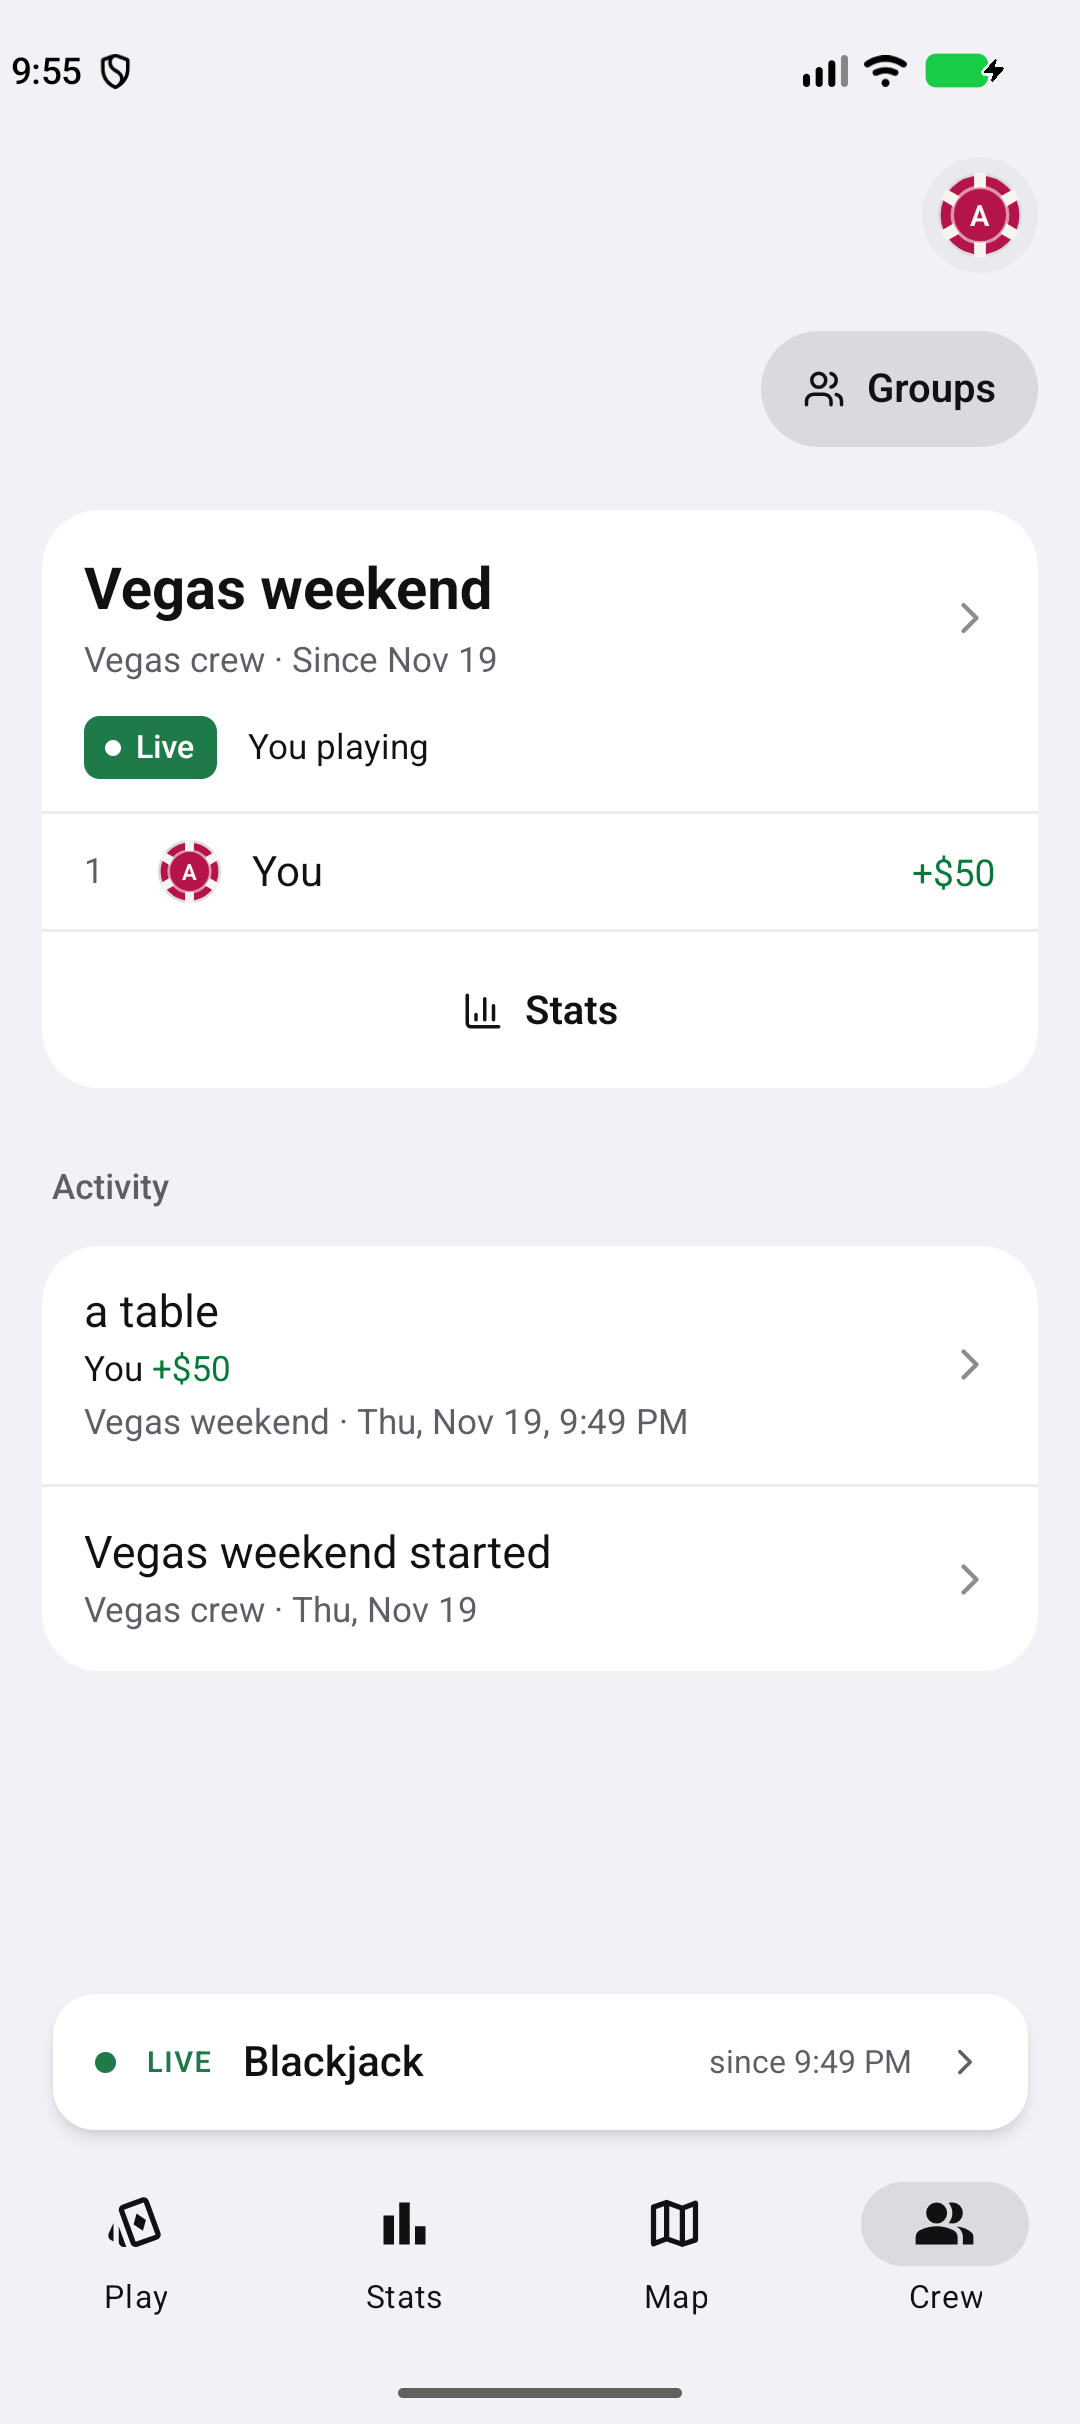 9:55
A
Groups
Vegas weekend
Vegas crew · Since Nov 19
Live You playing
1 A You +$50
Stats
Activity
a table
You +$50
Vegas weekend · Thu, Nov 19, 9:49 PM
Vegas weekend started
Vegas crew · Thu, Nov 19
LIVE Blackjack since 9:49 PM
Play Stats Map Crew